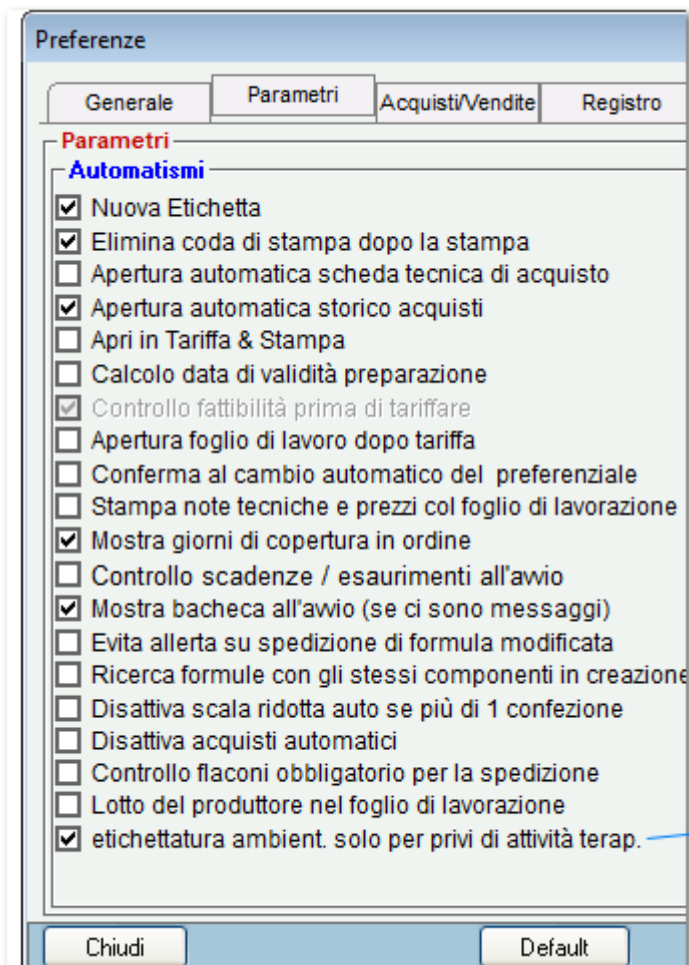 Preferenze
Generale Parametri Acquisti/Vendite Registro
Parametri
Automatismi
Nuova Etichetta
Elimina coda di stampa dopo la stampa
Apertura automatica scheda tecnica di acquisto
Apertura automatica storico acquisti
Apri in Tariffa & Stampa
Calcolo data di validità preparazione
Controllo fattibilità prima di tariffare
Apertura foglio di lavoro dopo tariffa
Conferma al cambio automatico del preferenziale
Stampa note tecniche e prezzi col foglio di lavorazione
Mostra giorni di copertura in ordine
Controllo scadenze / esaurimenti all'avvio
Mostra bacheca all'avvio (se ci sono messaggi)
Evita allerta su spedizione di formula modificata
Ricerca formule con gli stessi componenti in creazione
Disattiva scala ridotta auto se più di 1 confezione
Disattiva acquisti automatici
Controllo flaconi obbligatorio per la spedizione
Lotto del produttore nel foglio di lavorazione
etichettatura ambient. solo per privi di attività terap.
Chiudi Default